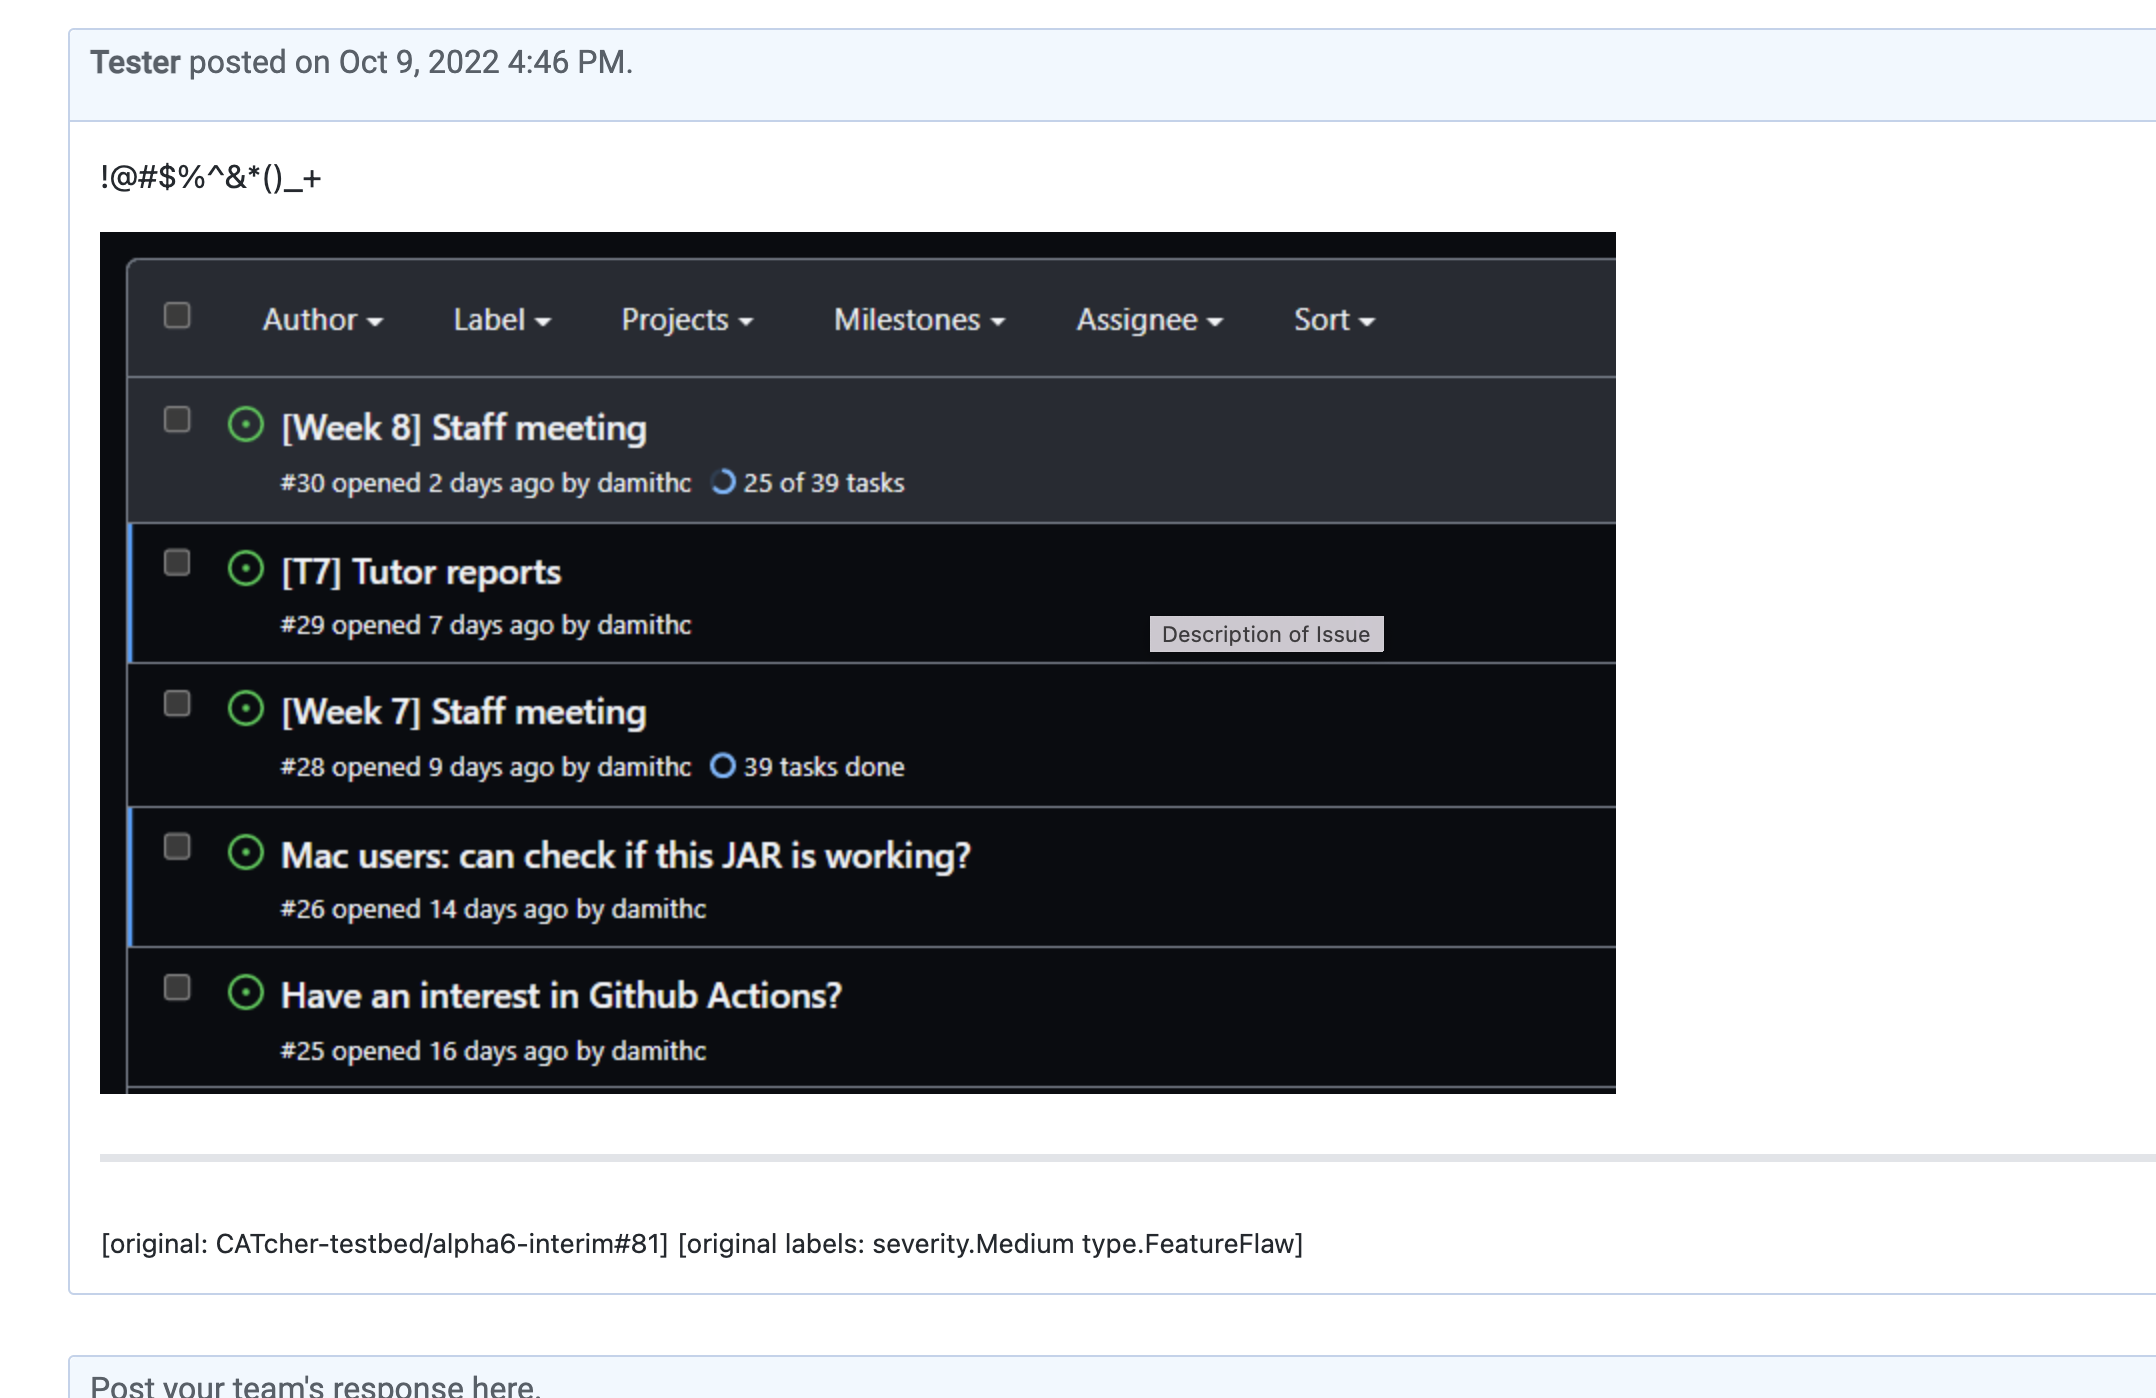 Tester posted on Oct 9, 2022 4:46 PM.
!@#$%^&*()_+
Author Label Projects Milestones Assignee Sort
[Week 8] Staff meeting
#30 opened 2 days ago by damithc 25 of 39 tasks
[T7] Tutor reports
#29 opened 7 days ago by damithc
Description of Issue
[Week 7] Staff meeting
#28 opened 9 days ago by damithc 39 tasks done
Mac users: can check if this JAR is working?
#26 opened 14 days ago by damithc
Have an interest in Github Actions?
#25 opened 16 days ago by damithc
[original: CATcher-testbed/alpha6-interim#81] [original labels: severity.Medium type.FeatureFlaw]
Post your team's response here.